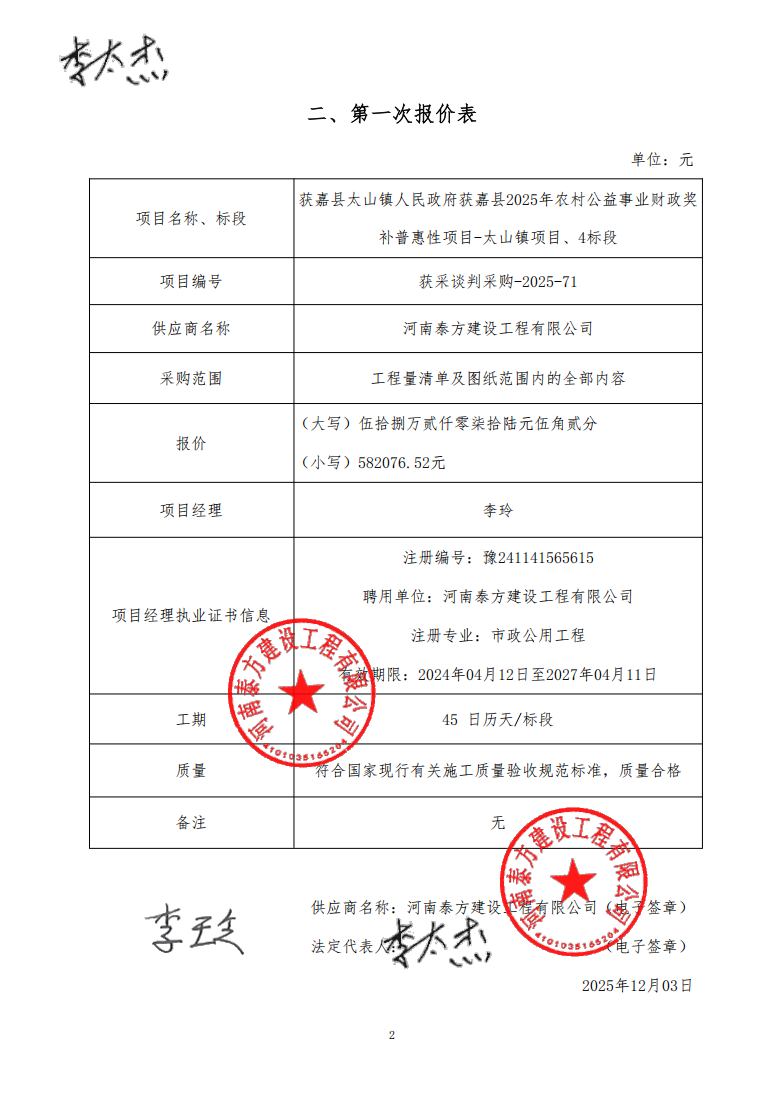 李太杰
二、第一次报价表
单位：元
项目名称、标段
获嘉县太山镇人民政府获嘉县2025年农村公益事业财政奖
补普惠性项目-太山镇项目、4标段
项目编号
获采谈判采购-2025-71
供应商名称
河南泰方建设工程有限公司
采购范围
工程量清单及图纸范围内的全部内容
报价
（大写）伍拾捌万贰仟零柒拾陆元伍角贰分
（小写）582076.52元
项目经理
李玲
项目经理执业证书信息
注册编号：豫241141565615
聘用单位：河南泰方建设工程有限公司
注册专业：市政公用工程
有效期限：2024年04月12日至2027年04月11日
河南泰方建设工程有限公司
4101035165204
工期
45 日历天/标段
质量
符合国家现行有关施工质量验收规范标准，质量合格
备注
无
河南泰方建设工程有限公司
4101035165204
供应商名称：河南泰方建设工程有限公司（电子签章）
李玲
法定代表人：李太杰（电子签章）
2025年12月03日
2